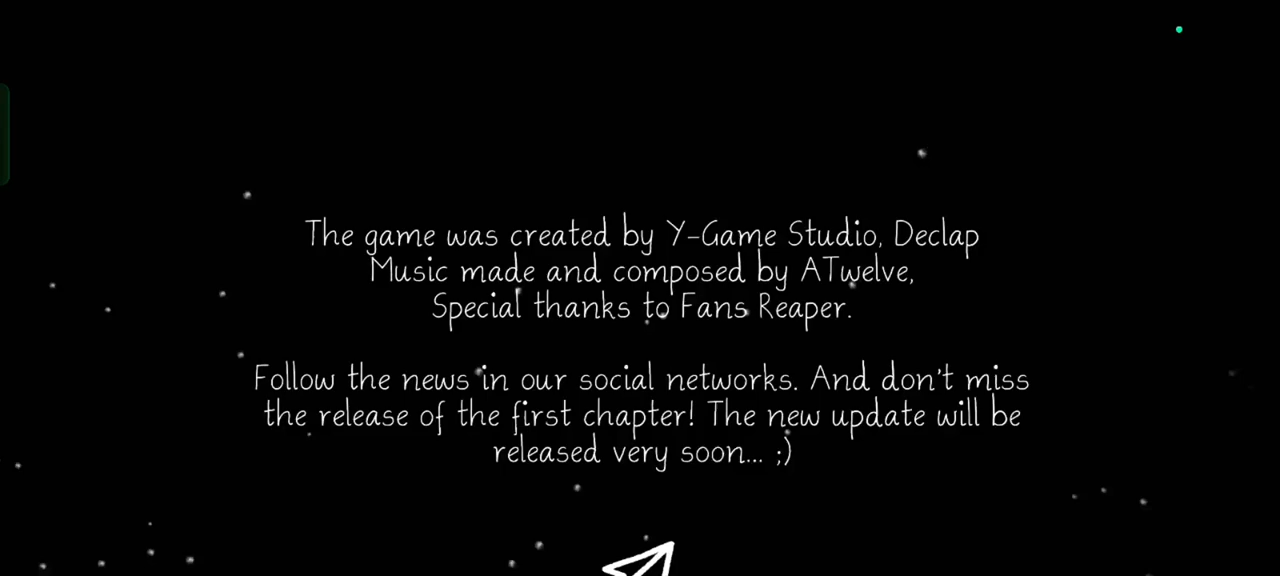 The game was created by Y-Game Studio, Declap
Music made and composed by ATwelve,
Special thanks to Fans Reaper.
Follow the news in our social networks. And don't miss
the release of the first chapter! The new update will be
released very soon... ;)